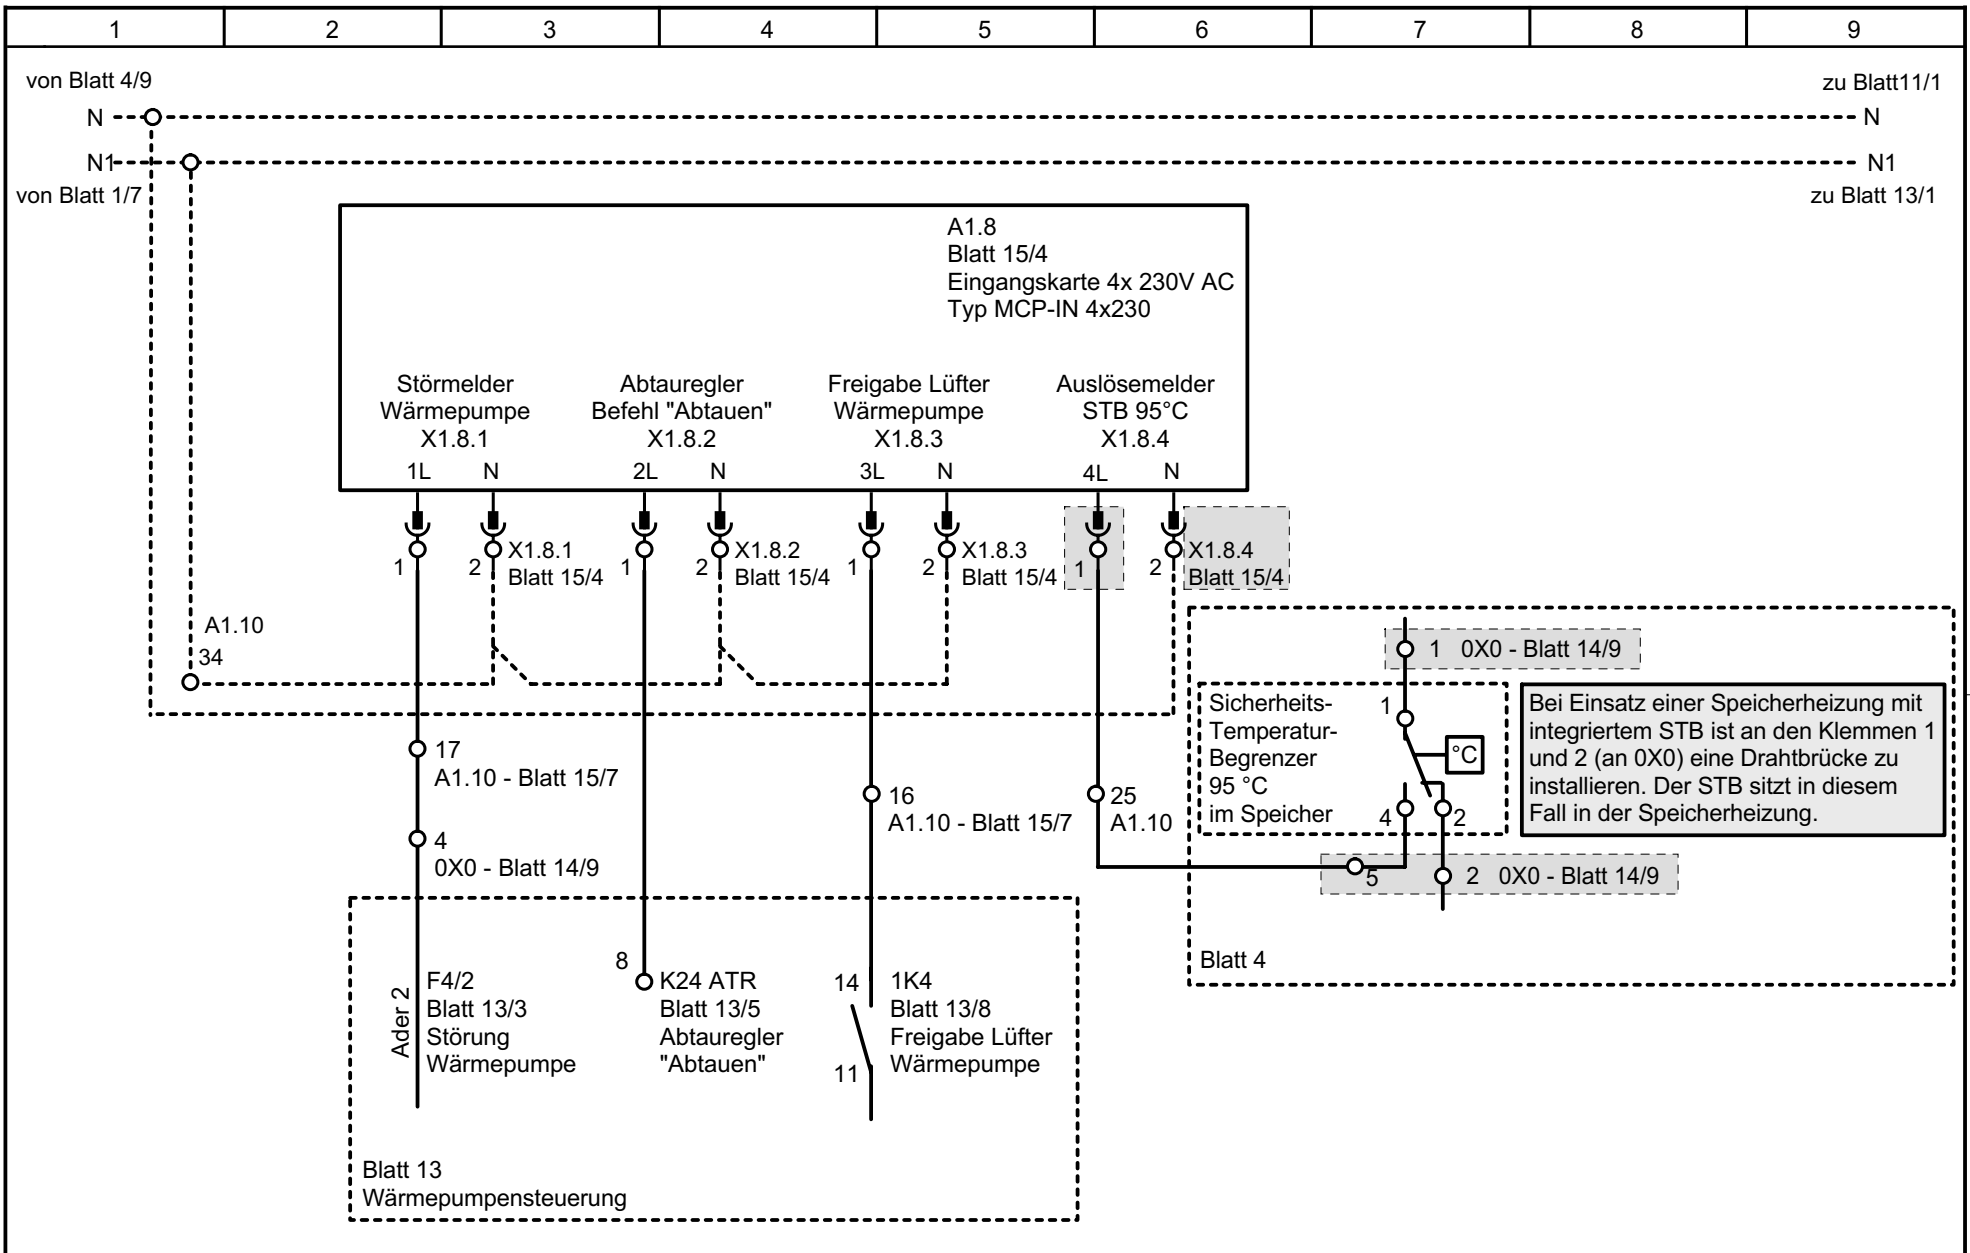 1 2 3 4 5 6 7 8 9
von Blatt 4/9
zu Blatt11/1
N
N
N1
N1
von Blatt 1/7
zu Blatt 13/1
A1.8
Blatt 15/4
Eingangskarte 4x 230V AC
Typ MCP-IN 4x230
Störmelder
Wärmepumpe
X1.8.1
1L N
Abtauregler
Befehl "Abtauen"
X1.8.2
2L N
Freigabe Lüfter
Wärmepumpe
X1.8.3
3L N
Auslösemelder
STB 95°C
X1.8.4
4L N
1
2
X1.8.1
Blatt 15/4
1
2
X1.8.2
Blatt 15/4
1
2
X1.8.3
Blatt 15/4
1
2
X1.8.4
Blatt 15/4
A1.10
34
17
A1.10 - Blatt 15/7
4
0X0 - Blatt 14/9
16
A1.10 - Blatt 15/7
25
A1.10
1 0X0 - Blatt 14/9
Sicherheits-
Temperatur-
Begrenzer
95 °C
im Speicher
1
°C
4
2
Bei Einsatz einer Speicherheizung mit
integriertem STB ist an den Klemmen 1
und 2 (an 0X0) eine Drahtbrücke zu
installieren. Der STB sitzt in diesem
Fall in der Speicherheizung.
5
2 0X0 - Blatt 14/9
Blatt 4
Ader 2
F4/2
Blatt 13/3
Störung
Wärmepumpe
8
K24 ATR
Blatt 13/5
Abtauregler
"Abtauen"
14
11
1K4
Blatt 13/8
Freigabe Lüfter
Wärmepumpe
Blatt 13
Wärmepumpensteuerung